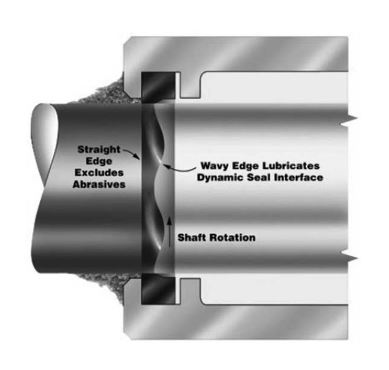 Straight
Edge
Excludes
Abrasives
Wavy Edge Lubricates
Dynamic Seal Interface
Shaft Rotation